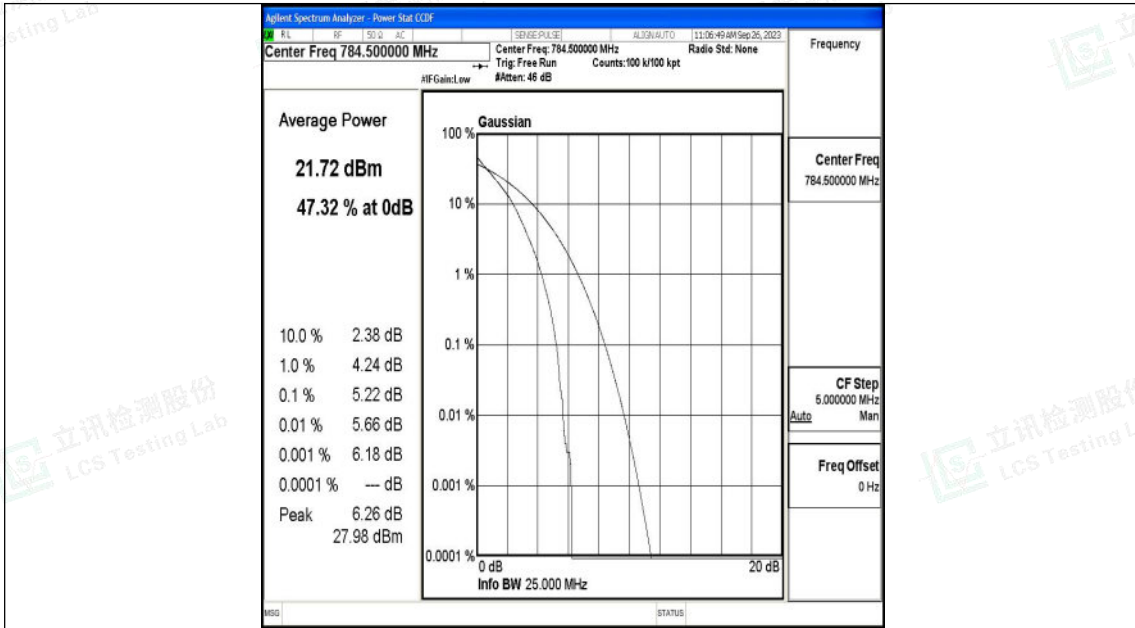 Agilent Spectrum Analyzer - Power Stat CCDF
RL RF 50 Ω AC SENSE:PULSE ALIGNAUTO 11:06:49 AM Sep 26, 2023
Center Freq 784.500000 MHz
Center Freq: 784.500000 MHz Radio Std: None
Trig: Free Run Counts:100 k/100 kpt
#IFGain:Low #Atten: 46 dB
Frequency
Average Power
21.72 dBm
47.32 % at 0dB
10.0 % 2.38 dB
1.0 % 4.24 dB
0.1 % 5.22 dB
0.01 % 5.66 dB
0.001 % 6.18 dB
0.0001 % --- dB
Peak 6.26 dB
27.98 dBm
Gaussian
100 %
10 %
1 %
0.1 %
0.01 %
0.001 %
0.0001 %
0 dB 20 dB
Info BW 25.000 MHz
Center Freq
784.500000 MHz
CF Step
5.000000 MHz
Auto Man
Freq Offset
0 Hz
MSG STATUS
立讯检测股份
LCS Testing Lab
立讯检测股份
LCS Testing L
sting Lab